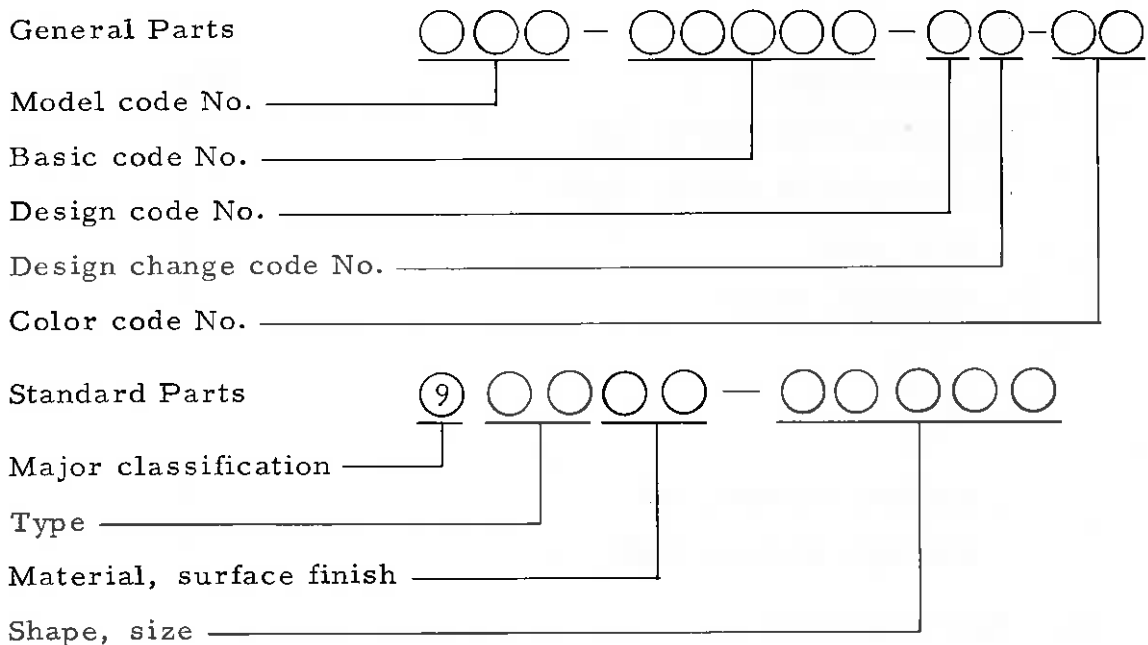 General Parts
Model code No.
Basic code No.
Design code No.
Design change code No.
Color code No.
Standard Parts 9
Major classification
Type
Material, surface finish
Shape, size